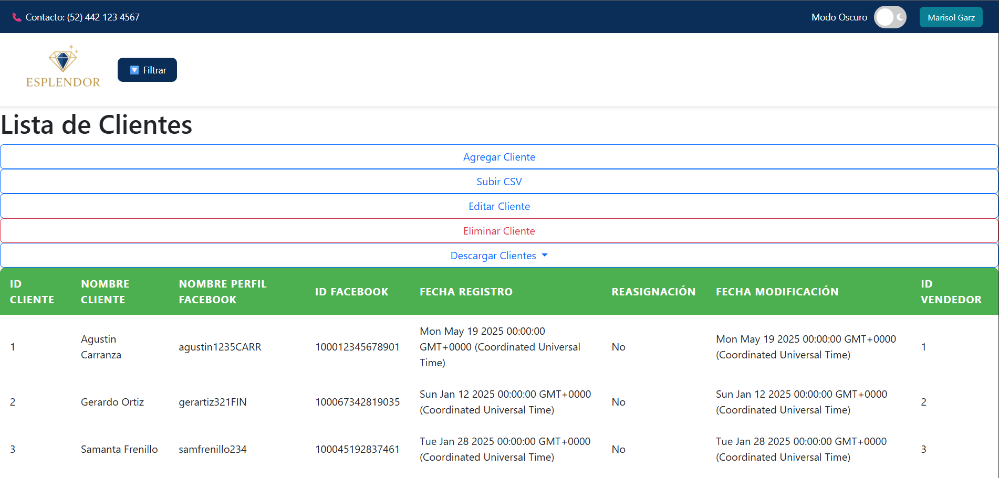 Contacto: (52) 442 123 4567
Modo Oscuro
Marisol Garz
ESPLENDOR
Filtrar
Lista de Clientes
Agregar Cliente
Subir CSV
Editar Cliente
Eliminar Cliente
Descargar Clientes
ID
CLIENTE
NOMBRE
CLIENTE
NOMBRE PERFIL
FACEBOOK
ID FACEBOOK
FECHA REGISTRO
REASIGNACIÓN
FECHA MODIFICACIÓN
ID
VENDEDOR
1
Agustin
Carranza
agustin1235CARR
100012345678901
Mon May 19 2025 00:00:00
GMT+0000 (Coordinated Universal
Time)
No
Mon May 19 2025 00:00:00 GMT+0000
(Coordinated Universal Time)
1
2
Gerardo Ortiz
gerartiz321FIN
100067342819035
Sun Jan 12 2025 00:00:00 GMT+0000
(Coordinated Universal Time)
No
Sun Jan 12 2025 00:00:00 GMT+0000
(Coordinated Universal Time)
2
3
Samanta Frenillo
samfrenillo234
100045192837461
Tue Jan 28 2025 00:00:00 GMT+0000
(Coordinated Universal Time)
No
Tue Jan 28 2025 00:00:00 GMT+0000
(Coordinated Universal Time)
3